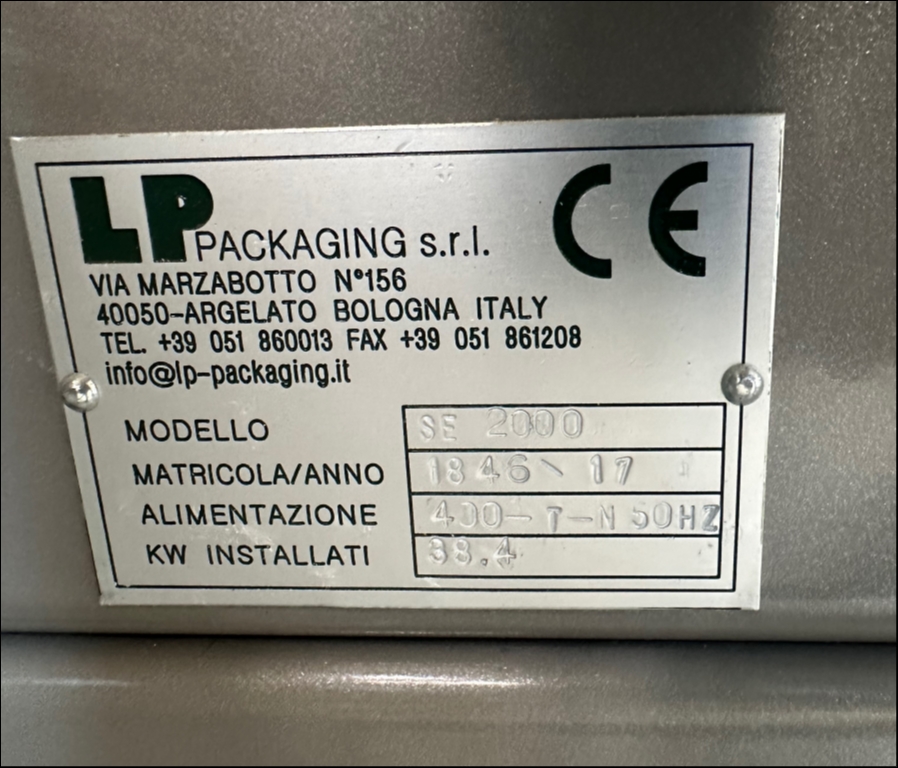 LP PACKAGING s.r.l. CE
VIA MARZABOTTO N°156
40050-ARGELATO BOLOGNA ITALY
TEL. +39 051 860013 FAX +39 051 861208
info@lp-packaging.it
MODELLO SE 2000
MATRICOLA/ANNO 1846\17
ALIMENTAZIONE 400-T-N 50HZ
KW INSTALLATI 38.4